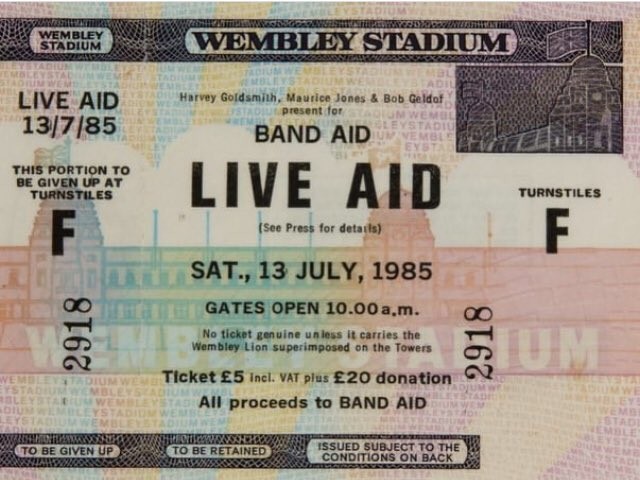 WEMBLEY
STADIUM
WEMBLEY STADIUM
LIVE AID
13/7/85
THIS PORTION TO
BE GIVEN UP AT
TURNSTILES
F
2918
TO BE GIVEN UP
Harvey Goldsmith, Maurice Jones & Bob Geldof
present for
BAND AID
LIVE AID
(See Press for details)
SAT., 13 JULY, 1985
GATES OPEN 10.00 a.m.
No ticket genuine unless it carries the
Wembley Lion superimposed on the Towers
Ticket £5 incl. VAT plus £20 donation
All proceeds to BAND AID
TURNSTILES
F
2918
WEMBLEY STADIUM
TO BE RETAINED
ISSUED SUBJECT TO THE
CONDITIONS ON BACK